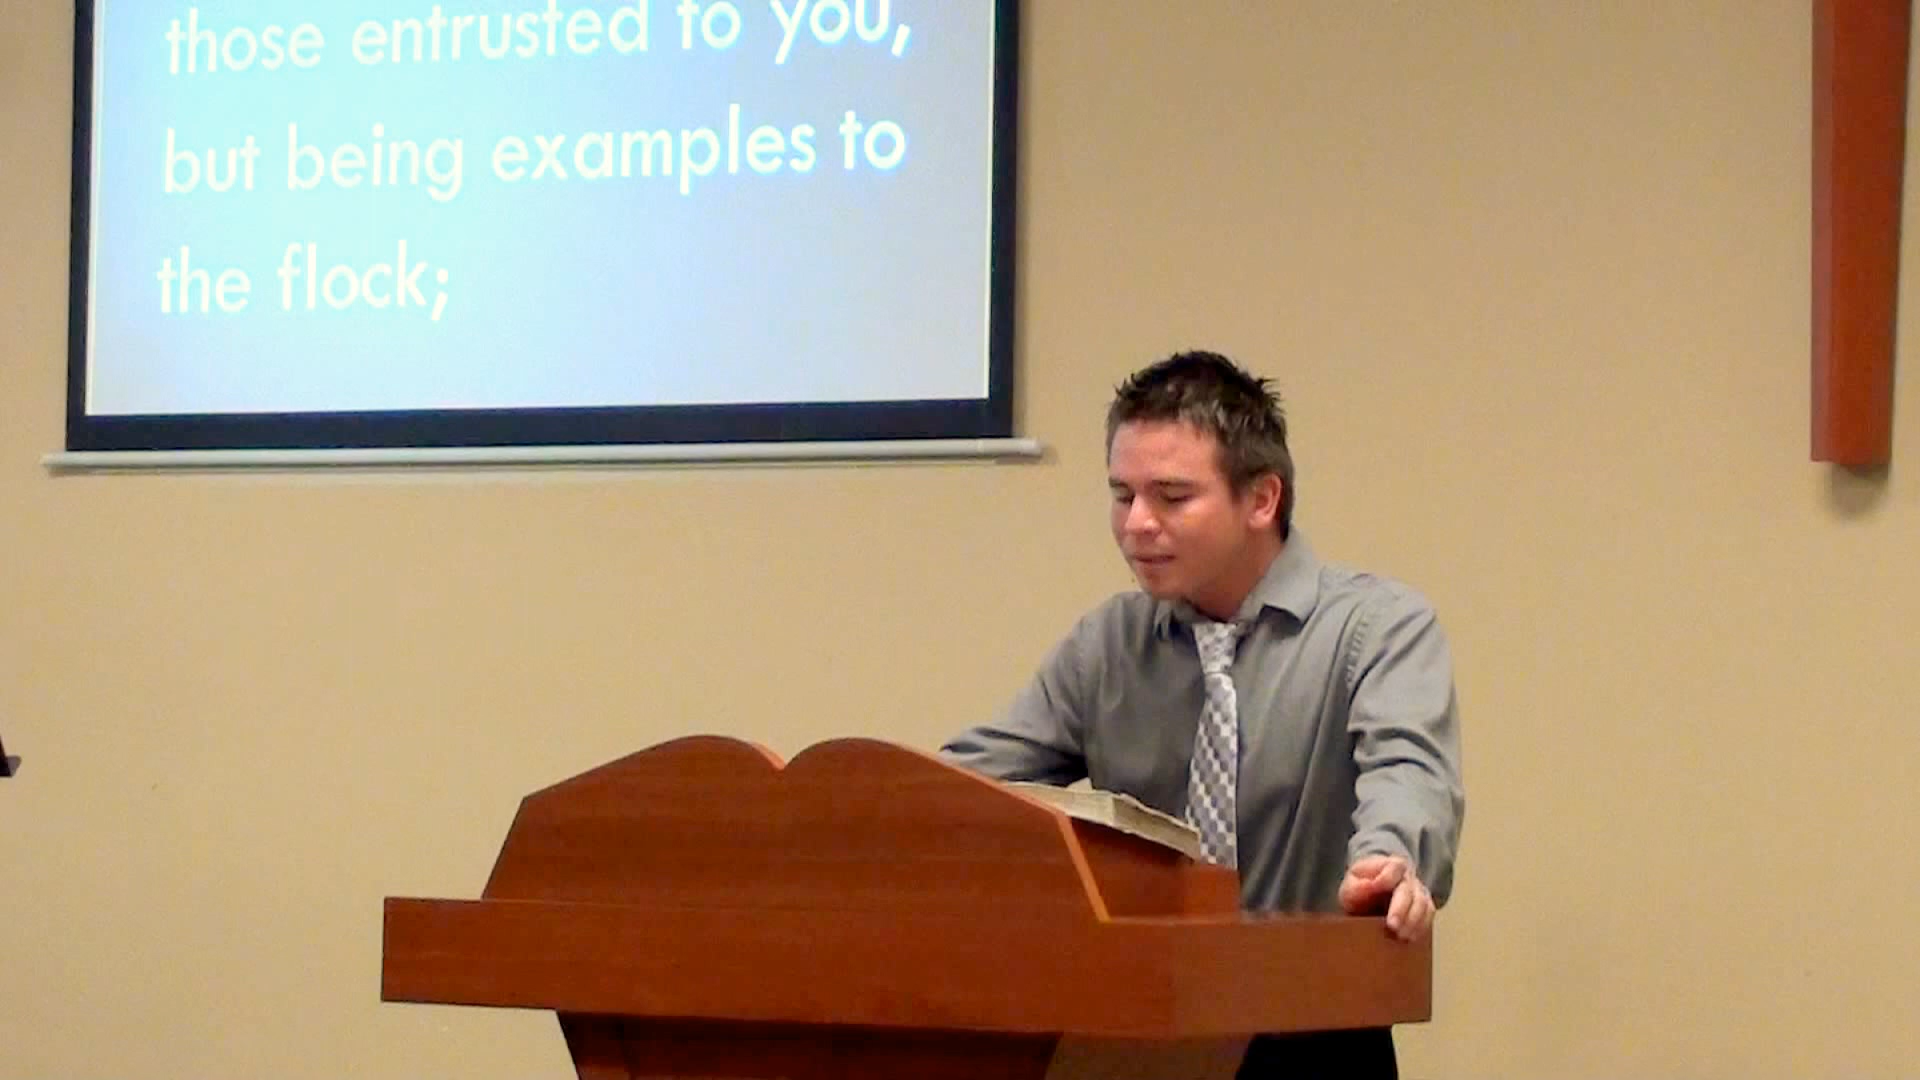 those entrusted to you,
but being examples to
the flock;